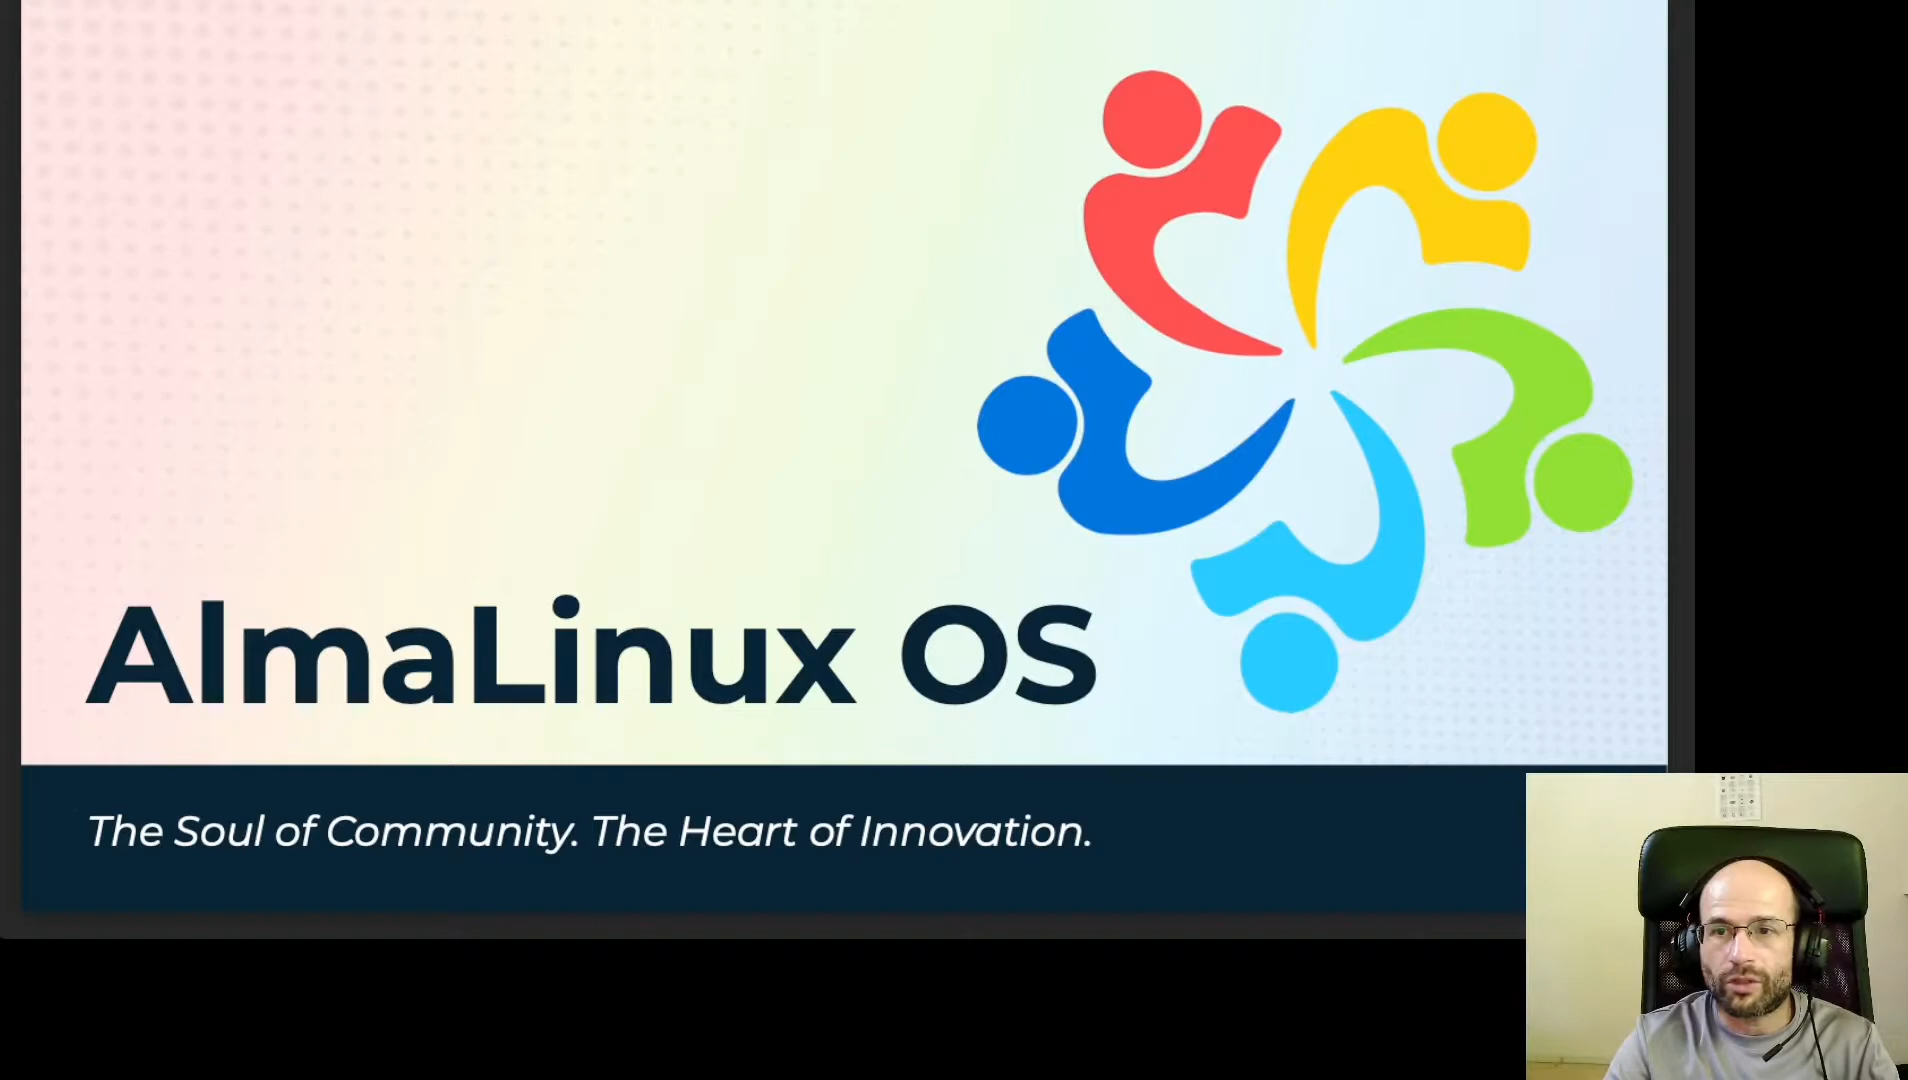 AlmaLinux OS
The Soul of Community. The Heart of Innovation.